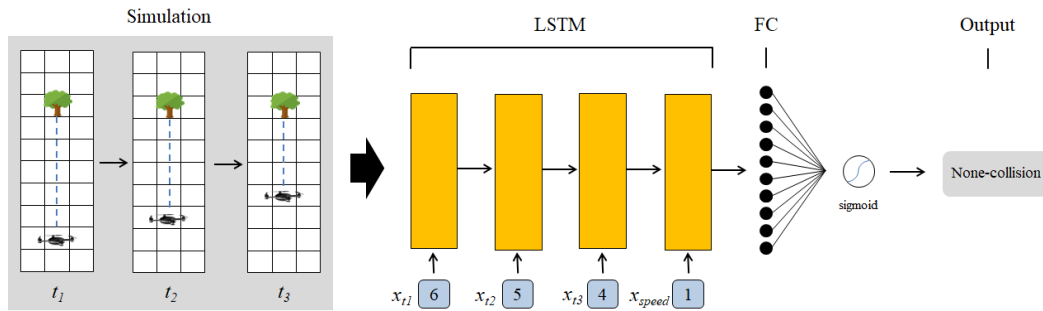 Simulation
t1
t2
t3
LSTM
FC
Output
sigmoid
None-collision
xt1 6
xt2 5
xt3 4
xspeed 1